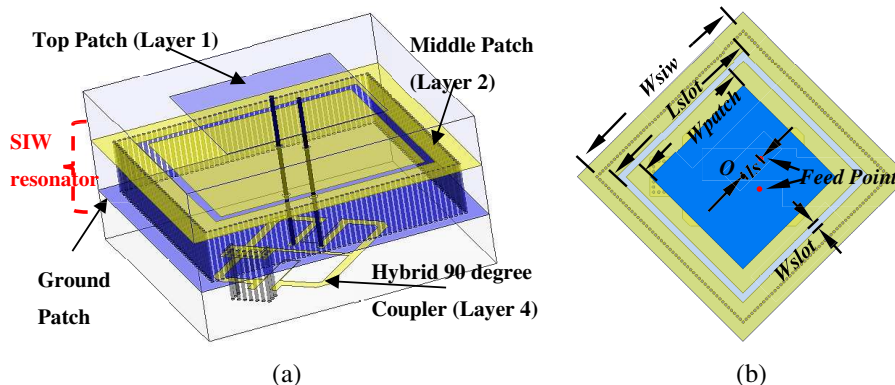 Top Patch (Layer 1)
Middle Patch
(Layer 2)
SIW
resonator
Ground
Patch
Hybrid 90 degree
Coupler (Layer 4)
(a)
Wsiw
Lslot
Wpatch
O
Feed Point
Wslot
(b)